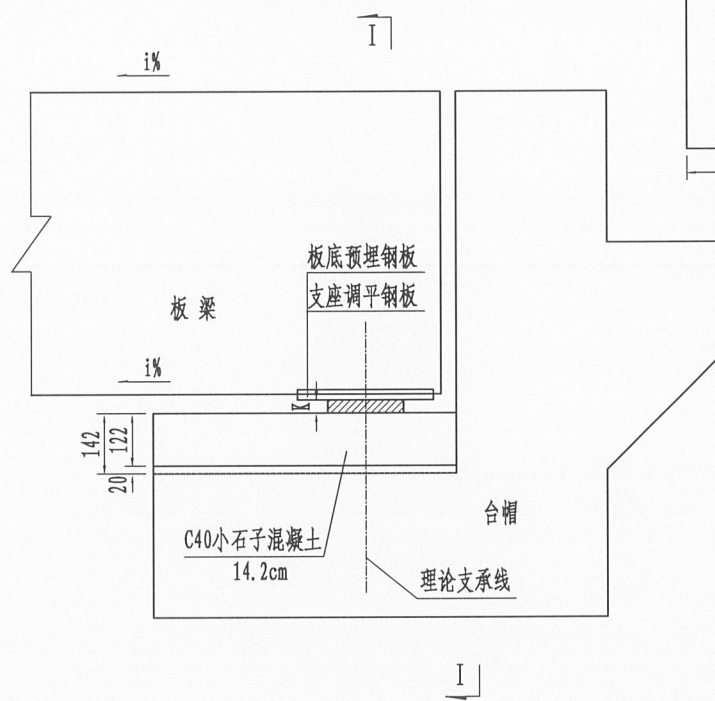 I
i%
板底预埋钢板
支座调平钢板
板 梁
i%
142
122
20
C40小石子混凝土
14.2cm
台帽
理论支承线
I